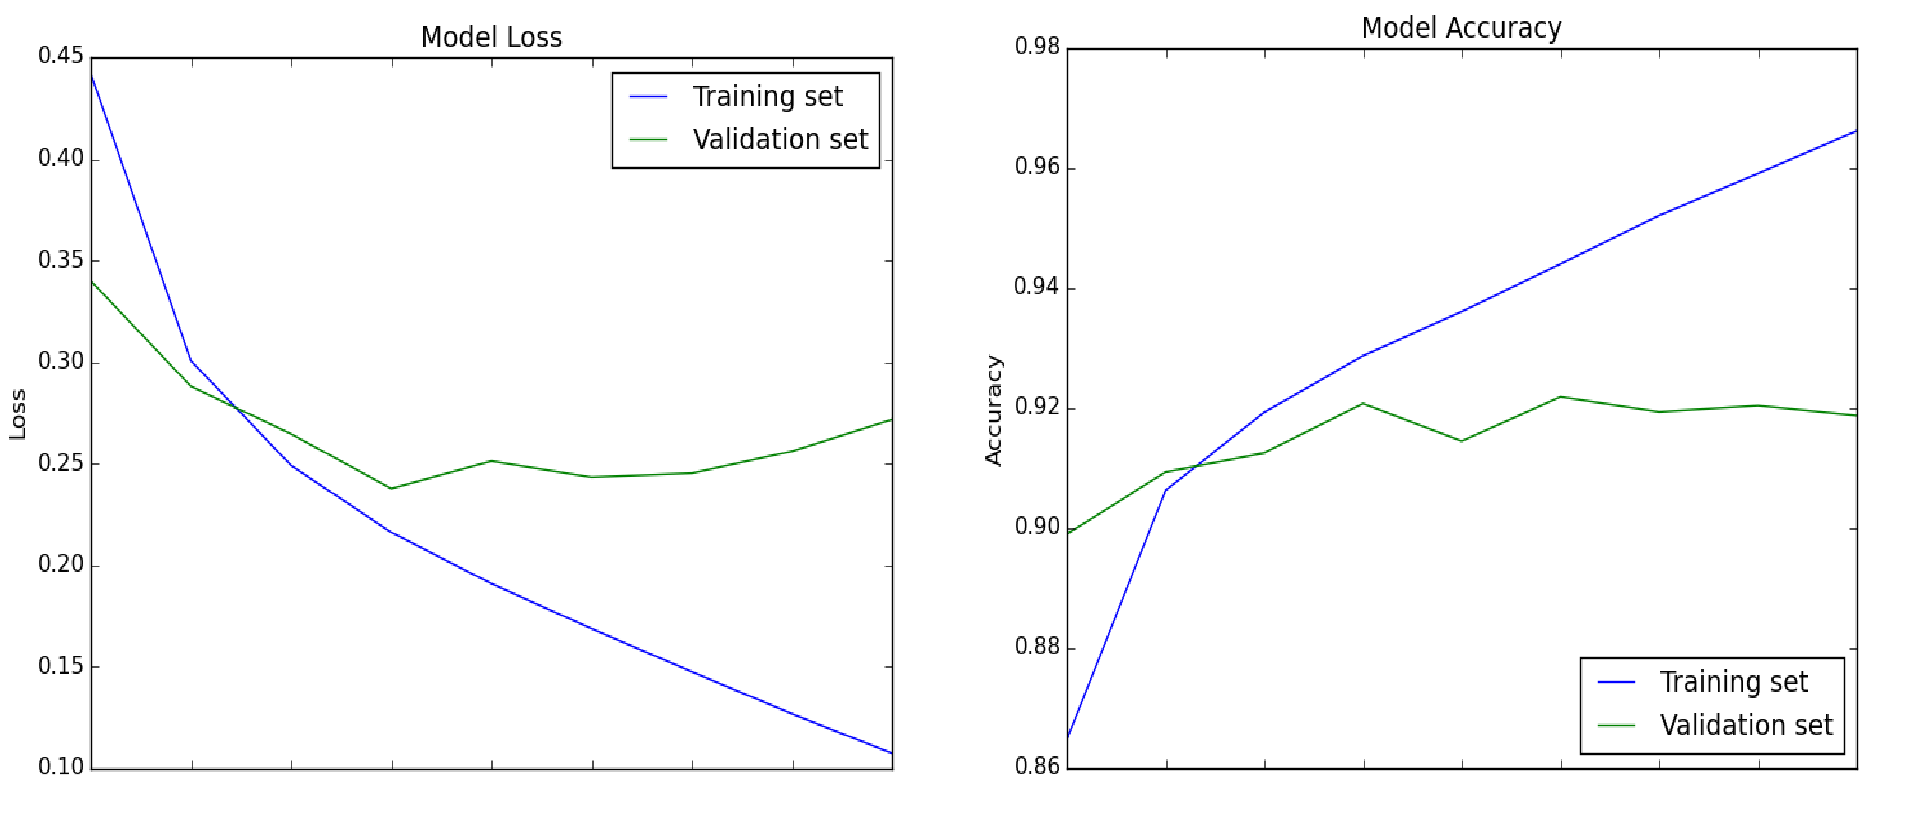 Model Loss
0.45
0.40
0.35
0.30
0.25
0.20
0.15
0.10
Loss
Training set
Validation set
Model Accuracy
0.98
0.96
0.94
0.92
0.90
0.88
0.86
Accuracy
Training set
Validation set